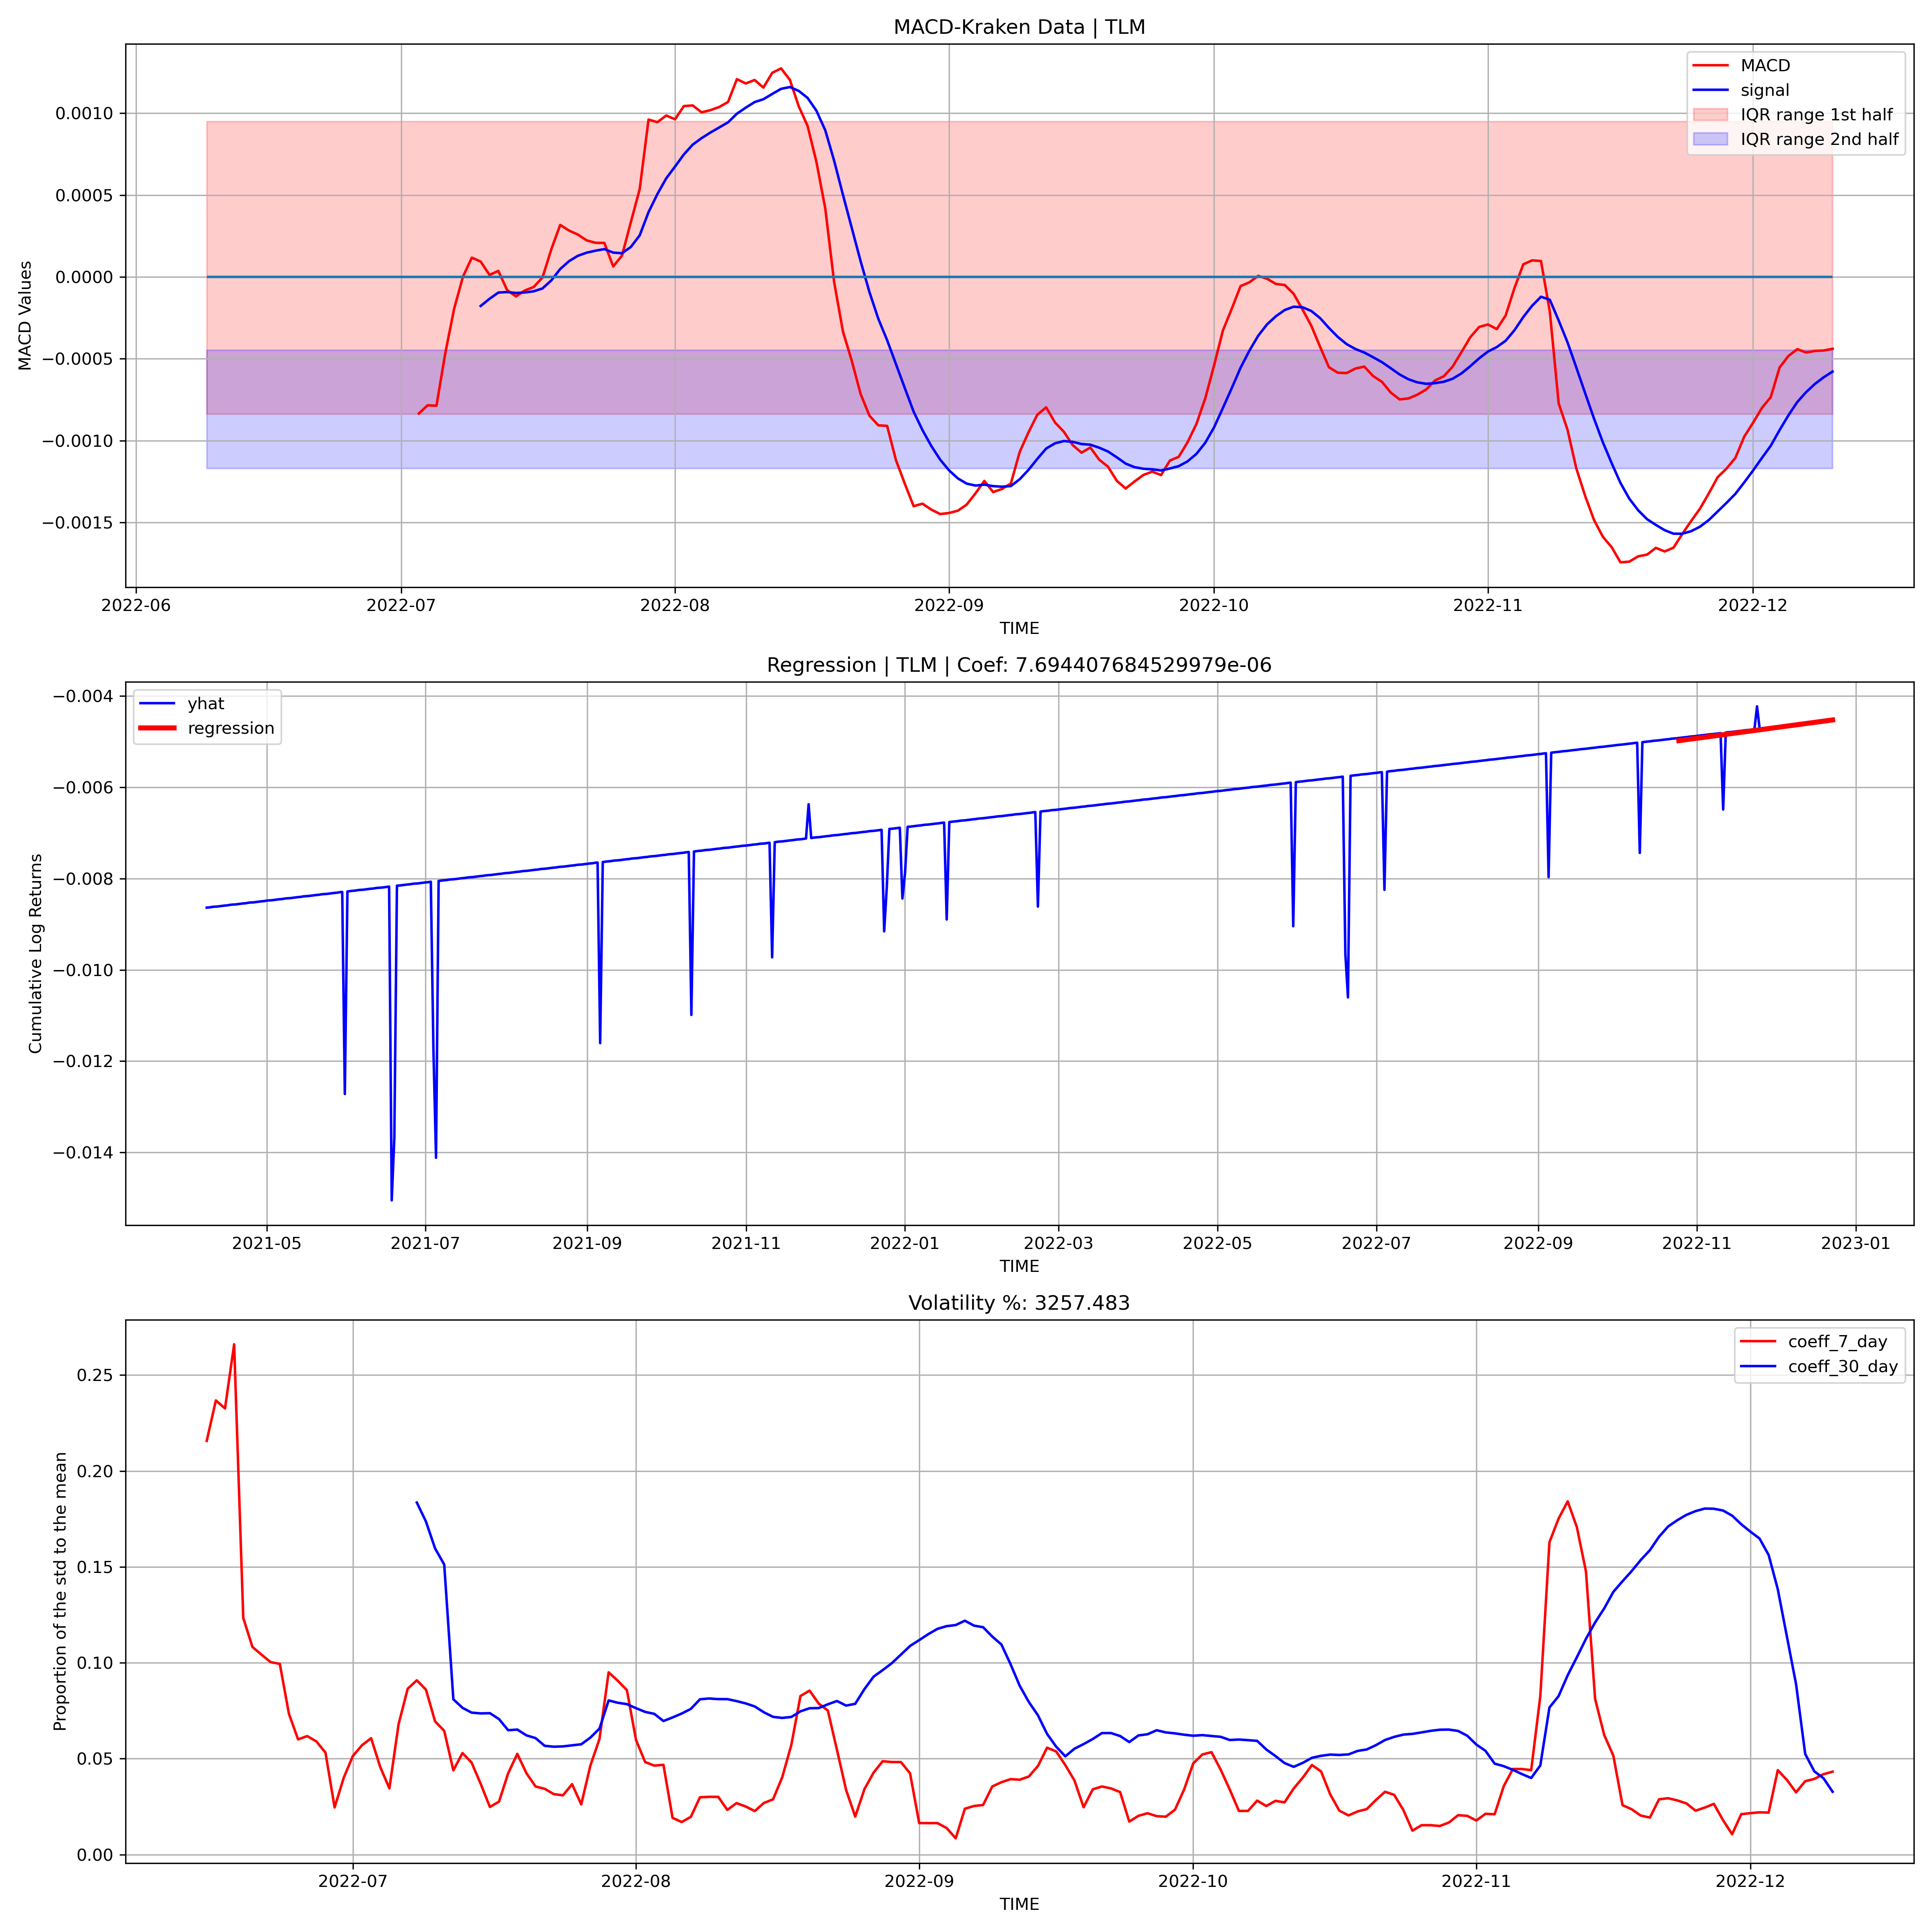 MACD-Kraken Data | TLM
MACD Values
0.0010
0.0005
0.0000
−0.0005
−0.0010
−0.0015
MACD
signal
IQR range 1st half
IQR range 2nd half
2022-06 2022-07 2022-08 2022-09 2022-10 2022-11 2022-12
TIME
Regression | TLM | Coef: 7.694407684529979e-06
Cumulative Log Returns
−0.004
−0.006
−0.008
−0.010
−0.012
−0.014
yhat
regression
2021-05 2021-07 2021-09 2021-11 2022-01 2022-03 2022-05 2022-07 2022-09 2022-11 2023-01
TIME
Volatility %: 3257.483
Proportion of the std to the mean
0.25
0.20
0.15
0.10
0.05
0.00
coeff_7_day
coeff_30_day
2022-07 2022-08 2022-09 2022-10 2022-11 2022-12
TIME